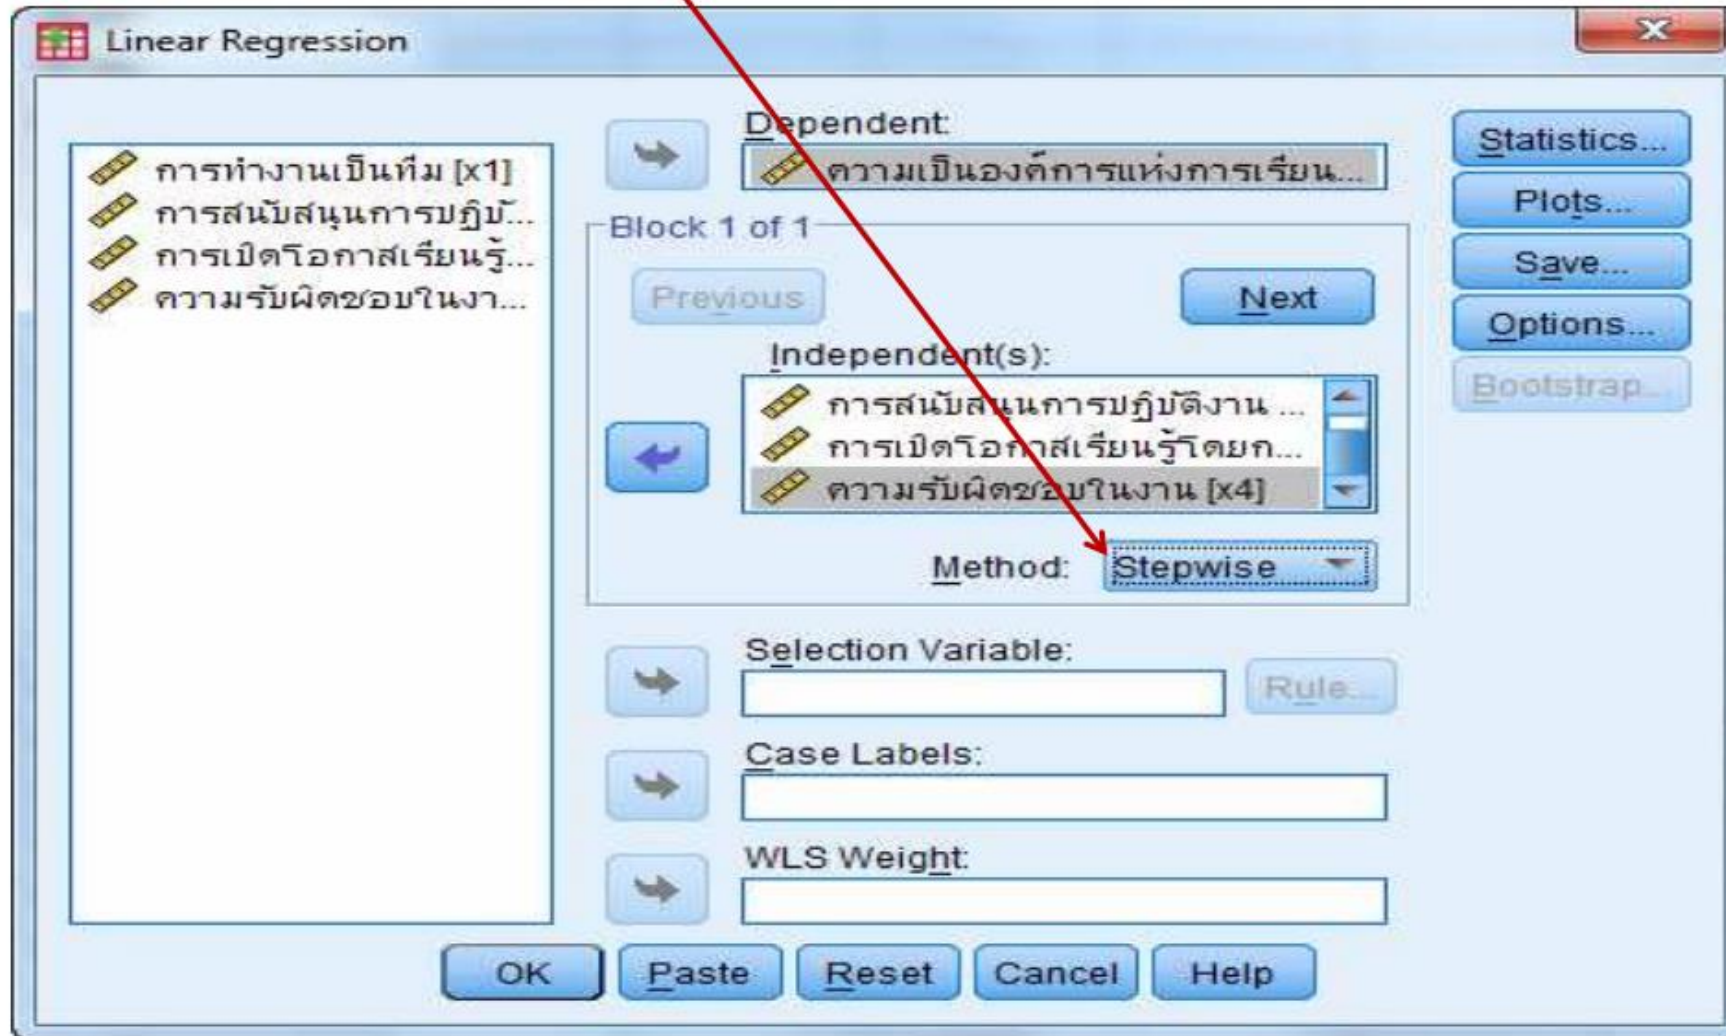 Linear Regression
การทำงานเป็นทีม [x1]
การสนับสนุนการปฏิบั...
การเปิดโอกาสเรียนรู้...
ความรับผิดชอบในงา...
Dependent:
ความเป็นองค์การแห่งการเรียน...
Block 1 of 1
Previous
Next
Independent(s):
การสนับสนุนการปฏิบัติงาน ...
การเปิดโอกาสเรียนรู้โดยก...
ความรับผิดชอบในงาน [x4]
Method: Stepwise
Selection Variable:
Rule...
Case Labels:
WLS Weight:
Statistics...
Plots...
Save...
Options...
Bootstrap...
OK Paste Reset Cancel Help